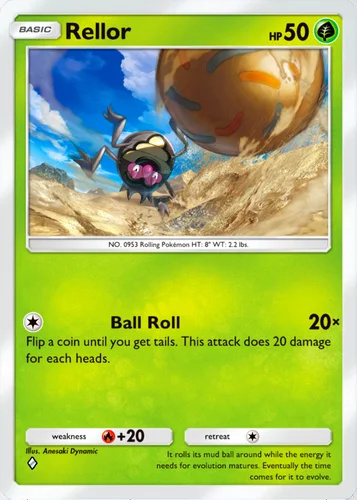 BASIC Rellor HP 50
NO. 0953 Rolling Pokémon HT: 8" WT: 2.2 lbs.
Ball Roll 20×
Flip a coin until you get tails. This attack does 20 damage
for each heads.
weakness +20 retreat
Illus. Anesaki Dynamic
It rolls its mud ball around while the energy it
needs for evolution matures. Eventually the time
comes for it to evolve.